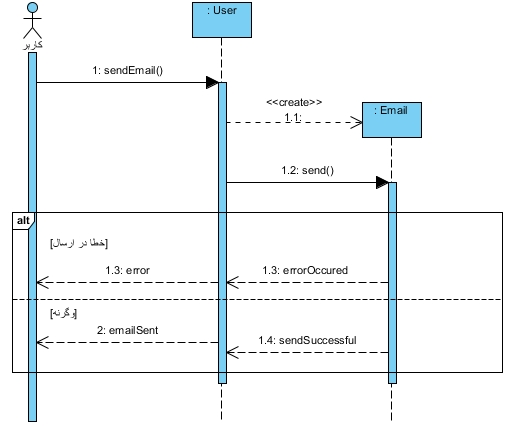 : User
کاربر
1: sendEmail()
<<create>>
1.1:
: Email
1.2: send()
alt
[خطا در ارسال]
1.3: error
1.3: errorOccured
[وگرنه]
2: emailSent
1.4: sendSuccessful